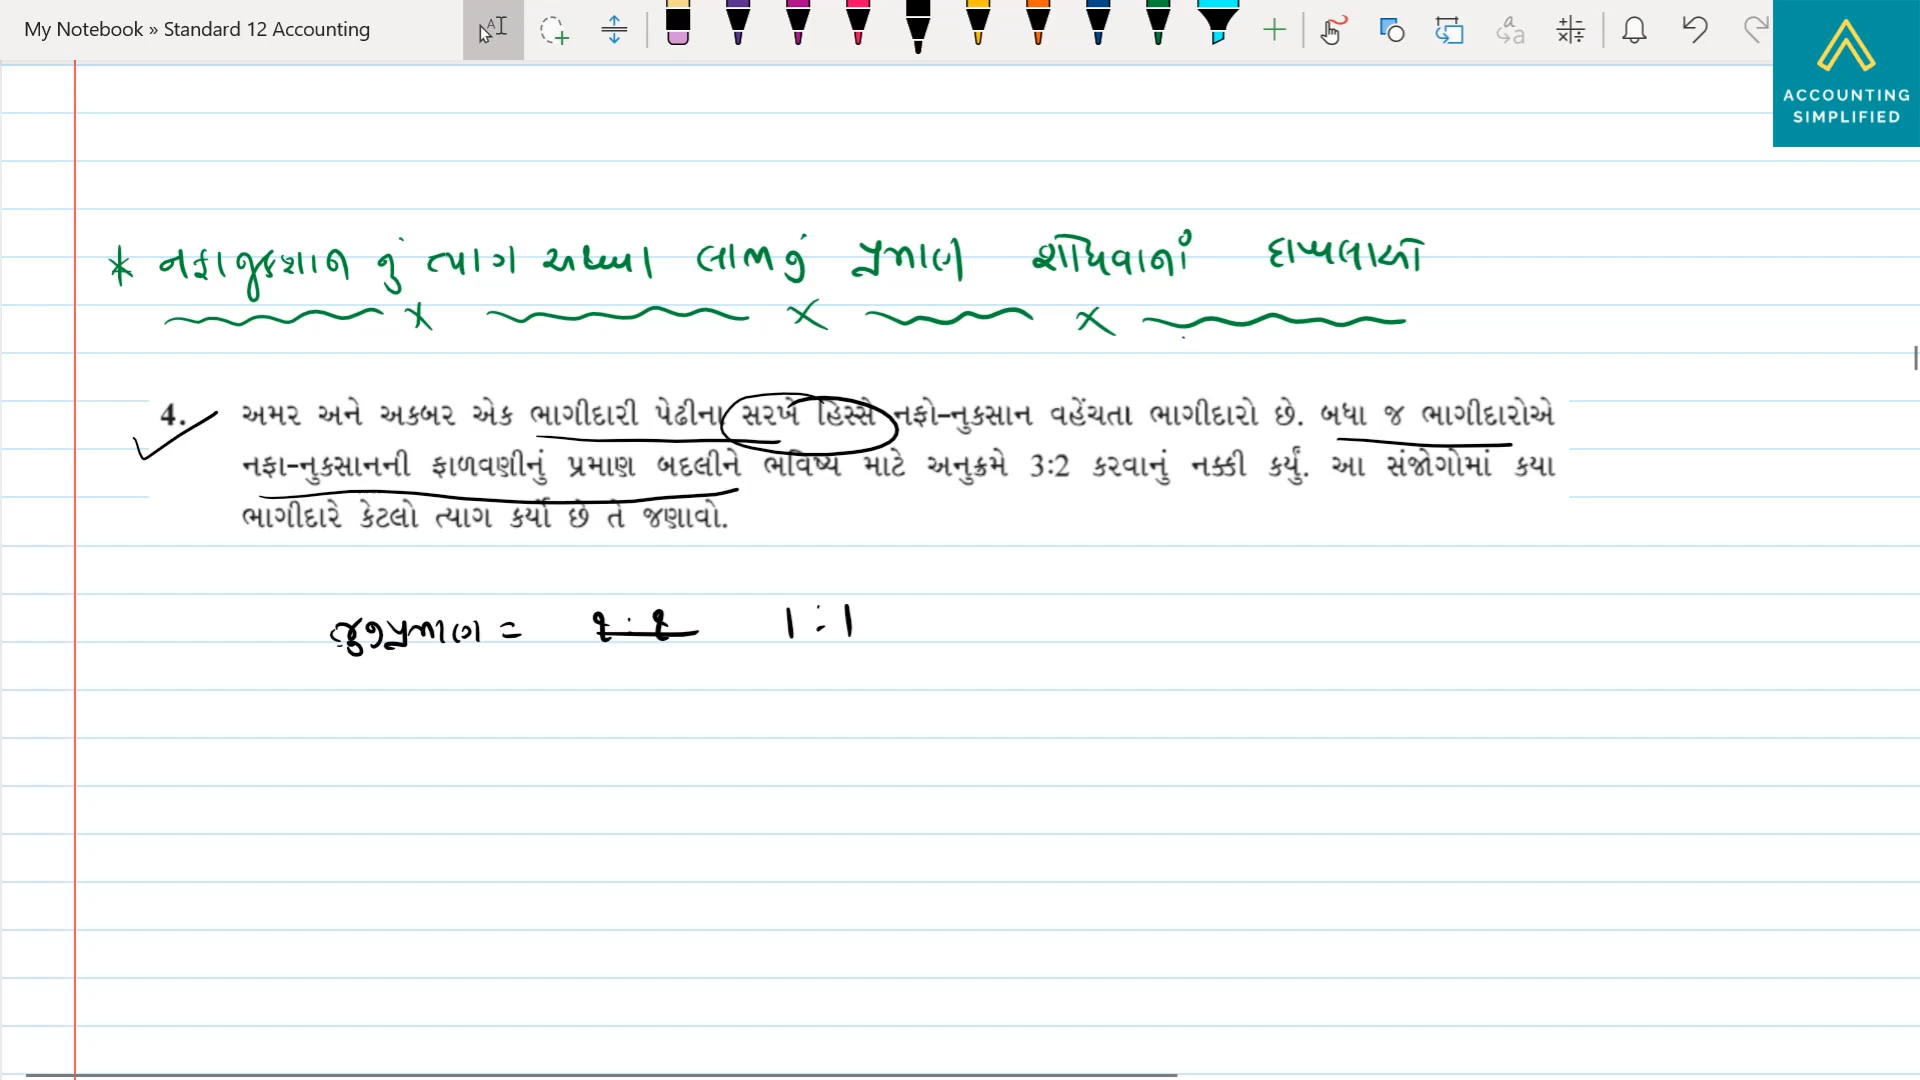 My Notebook » Standard 12 Accounting
ACCOUNTING
SIMPLIFIED
* નફાનુકશાન નું ત્યાગ અથવા લાભનું પ્રમાણ શોધવાનાં દાખલાઓ
4. અમર અને અકબર એક ભાગીદારી પેઢીના સરખે હિસ્સે નફો-નુકસાન વહેંચતા ભાગીદારો છે. બધા જ ભાગીદારોએ
નફા-નુકસાનની ફાળવણીનું પ્રમાણ બદલીને ભવિષ્ય માટે અનુક્રમે 3:2 કરવાનું નક્કી કર્યું. આ સંજોગોમાં કયા
ભાગીદારે કેટલો ત્યાગ કર્યો છે તે જણાવો.
જુનુપ્રમાણ = ૧:૧ 1:1